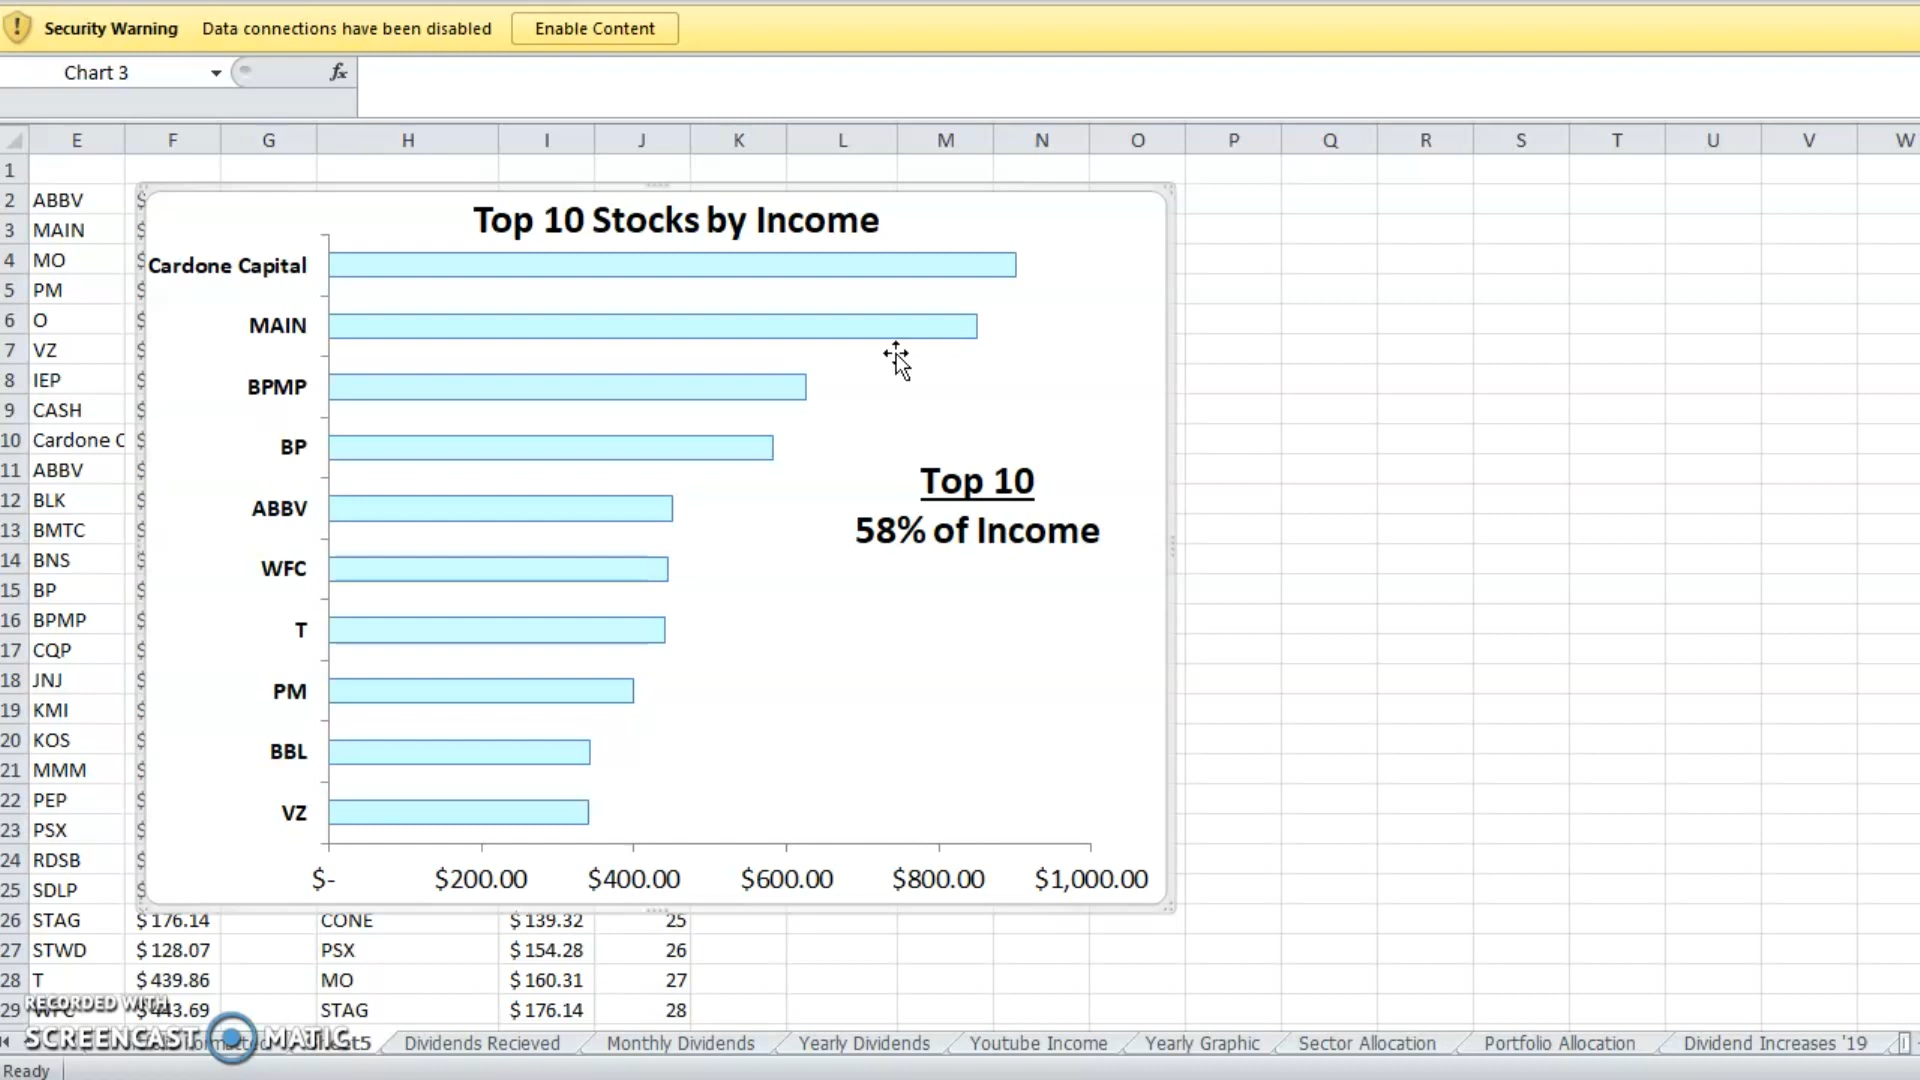 Security Warning Data connections have been disabled Enable Content
Chart 3 fx
E F G H I J K L M N O P Q R S T U V W
1
2 ABBV $
3 MAIN $
4 MO $
5 PM $
6 O $
7 VZ $
8 IEP $
9 CASH $
10 Cardone C $
11 ABBV $
12 BLK $
13 BMTC $
14 BNS $
15 BP $
16 BPMP $
17 CQP $
18 JNJ $
19 KMI $
20 KOS $
21 MMM $
22 PEP $
23 PSX $
24 RDSB $
25 SDLP $
26 STAG $ 176.14 CONE $ 139.32 25
27 STWD $ 128.07 PSX $ 154.28 26
28 T $ 439.86 MO $ 160.31 27
29 WFC $ 443.69 STAG $ 176.14 28
Top 10 Stocks by Income
Cardone Capital
MAIN
BPMP
BP
ABBV
WFC
T
PM
BBL
VZ
$- $200.00 $400.00 $600.00 $800.00 $1,000.00
Top 10
58% of Income
RECORDED WITH
SCREENCAST MATIC
Dividends Recieved Monthly Dividends Yearly Dividends Youtube Income Yearly Graphic Sector Allocation Portfolio Allocation Dividend Increases '19
Ready